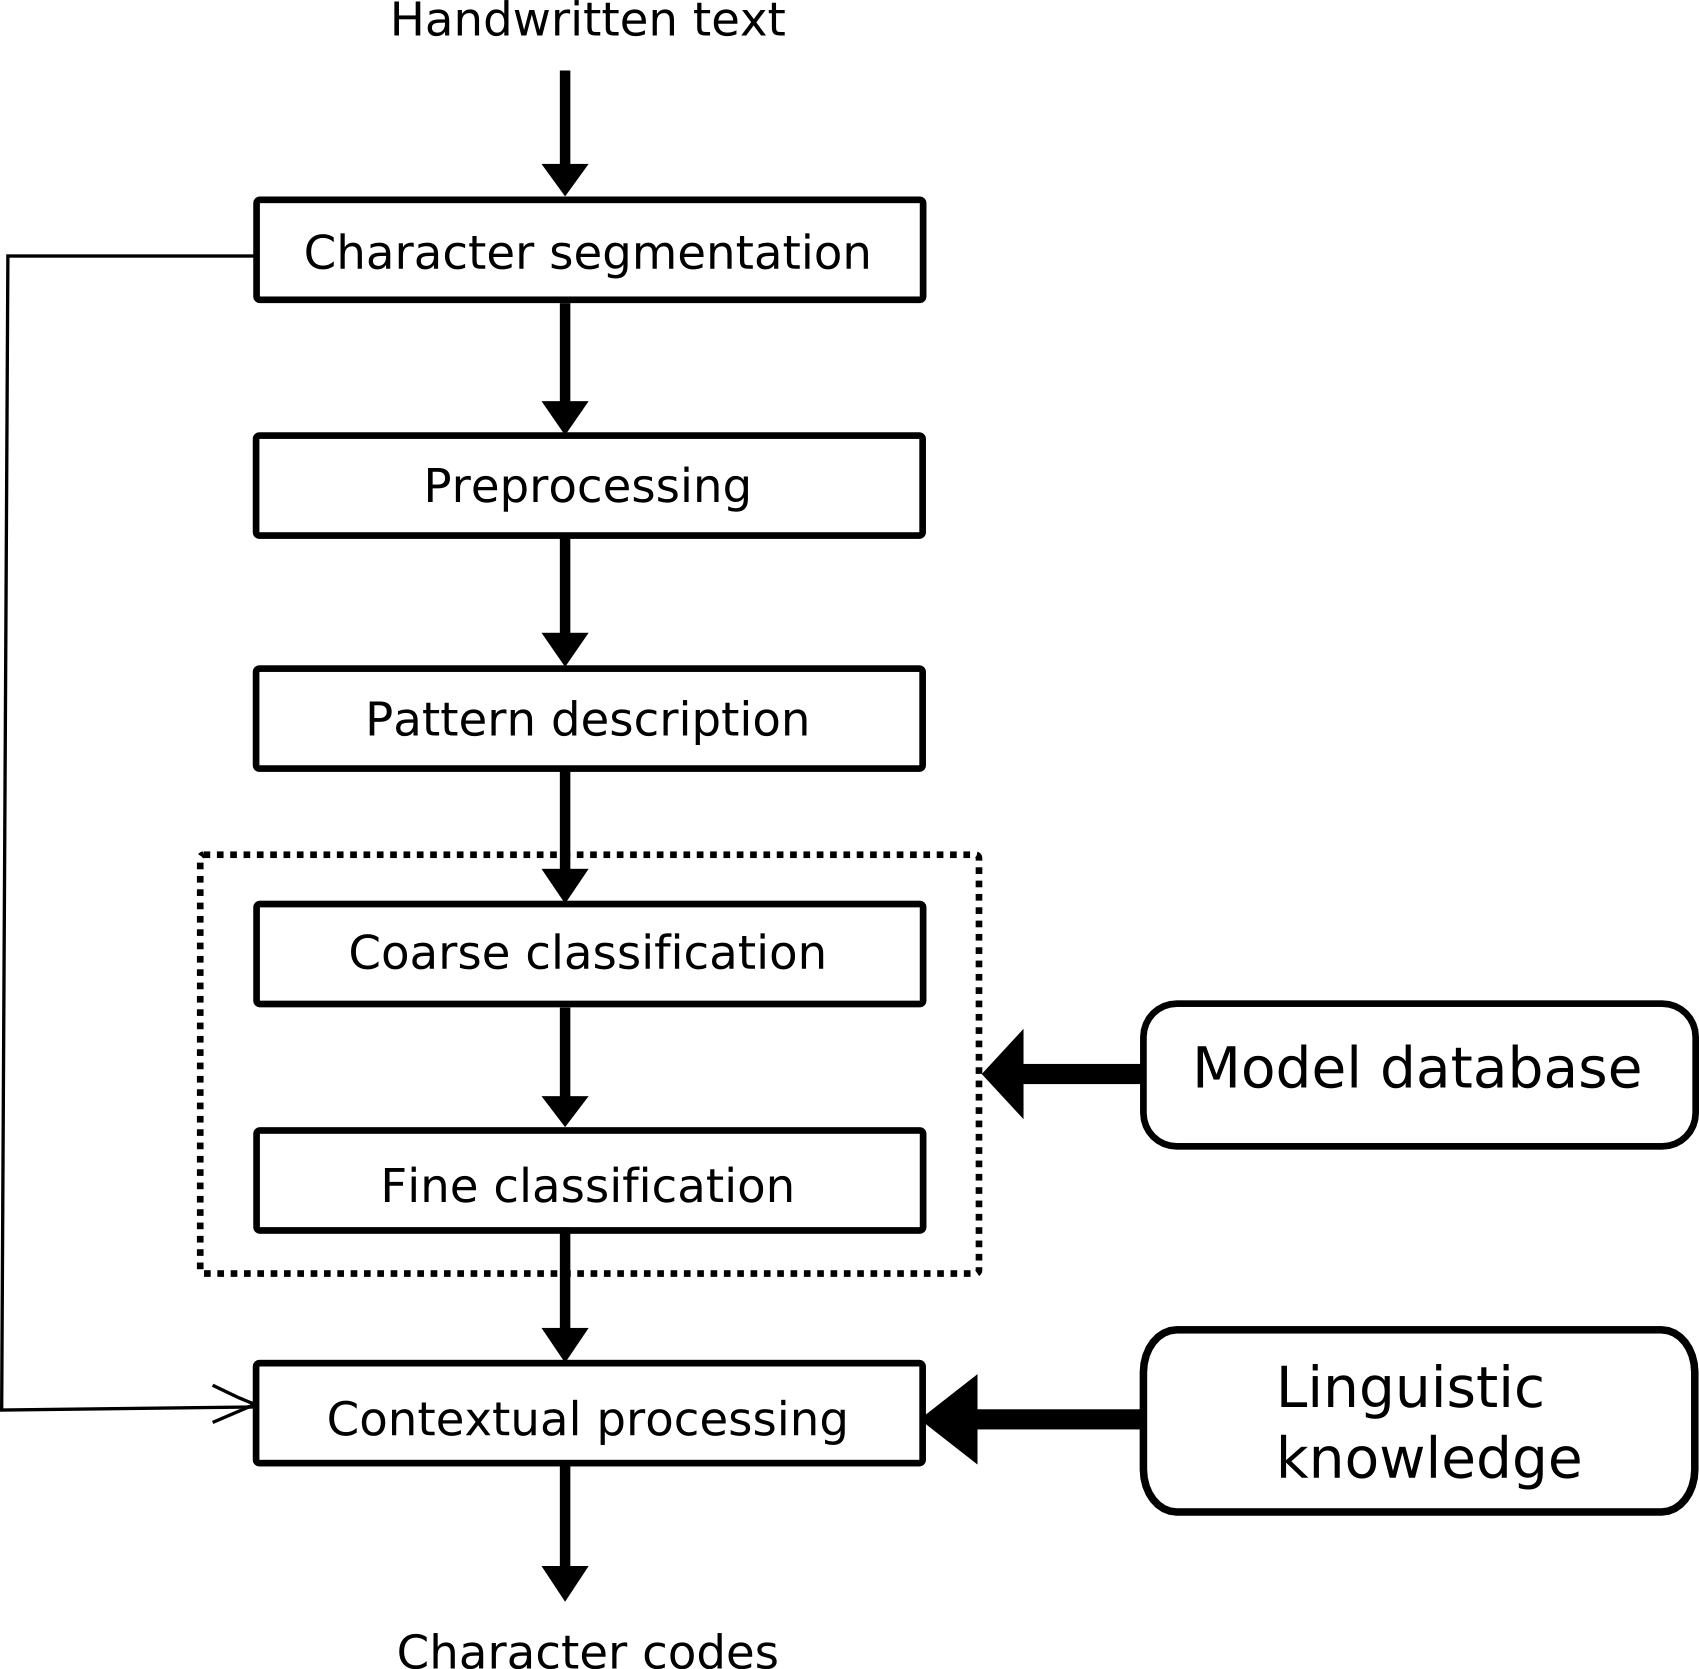 Handwritten text
Character segmentation
Preprocessing
Pattern description
Coarse classification
Model database
Fine classification
Linguistic
knowledge
Contextual processing
Character codes